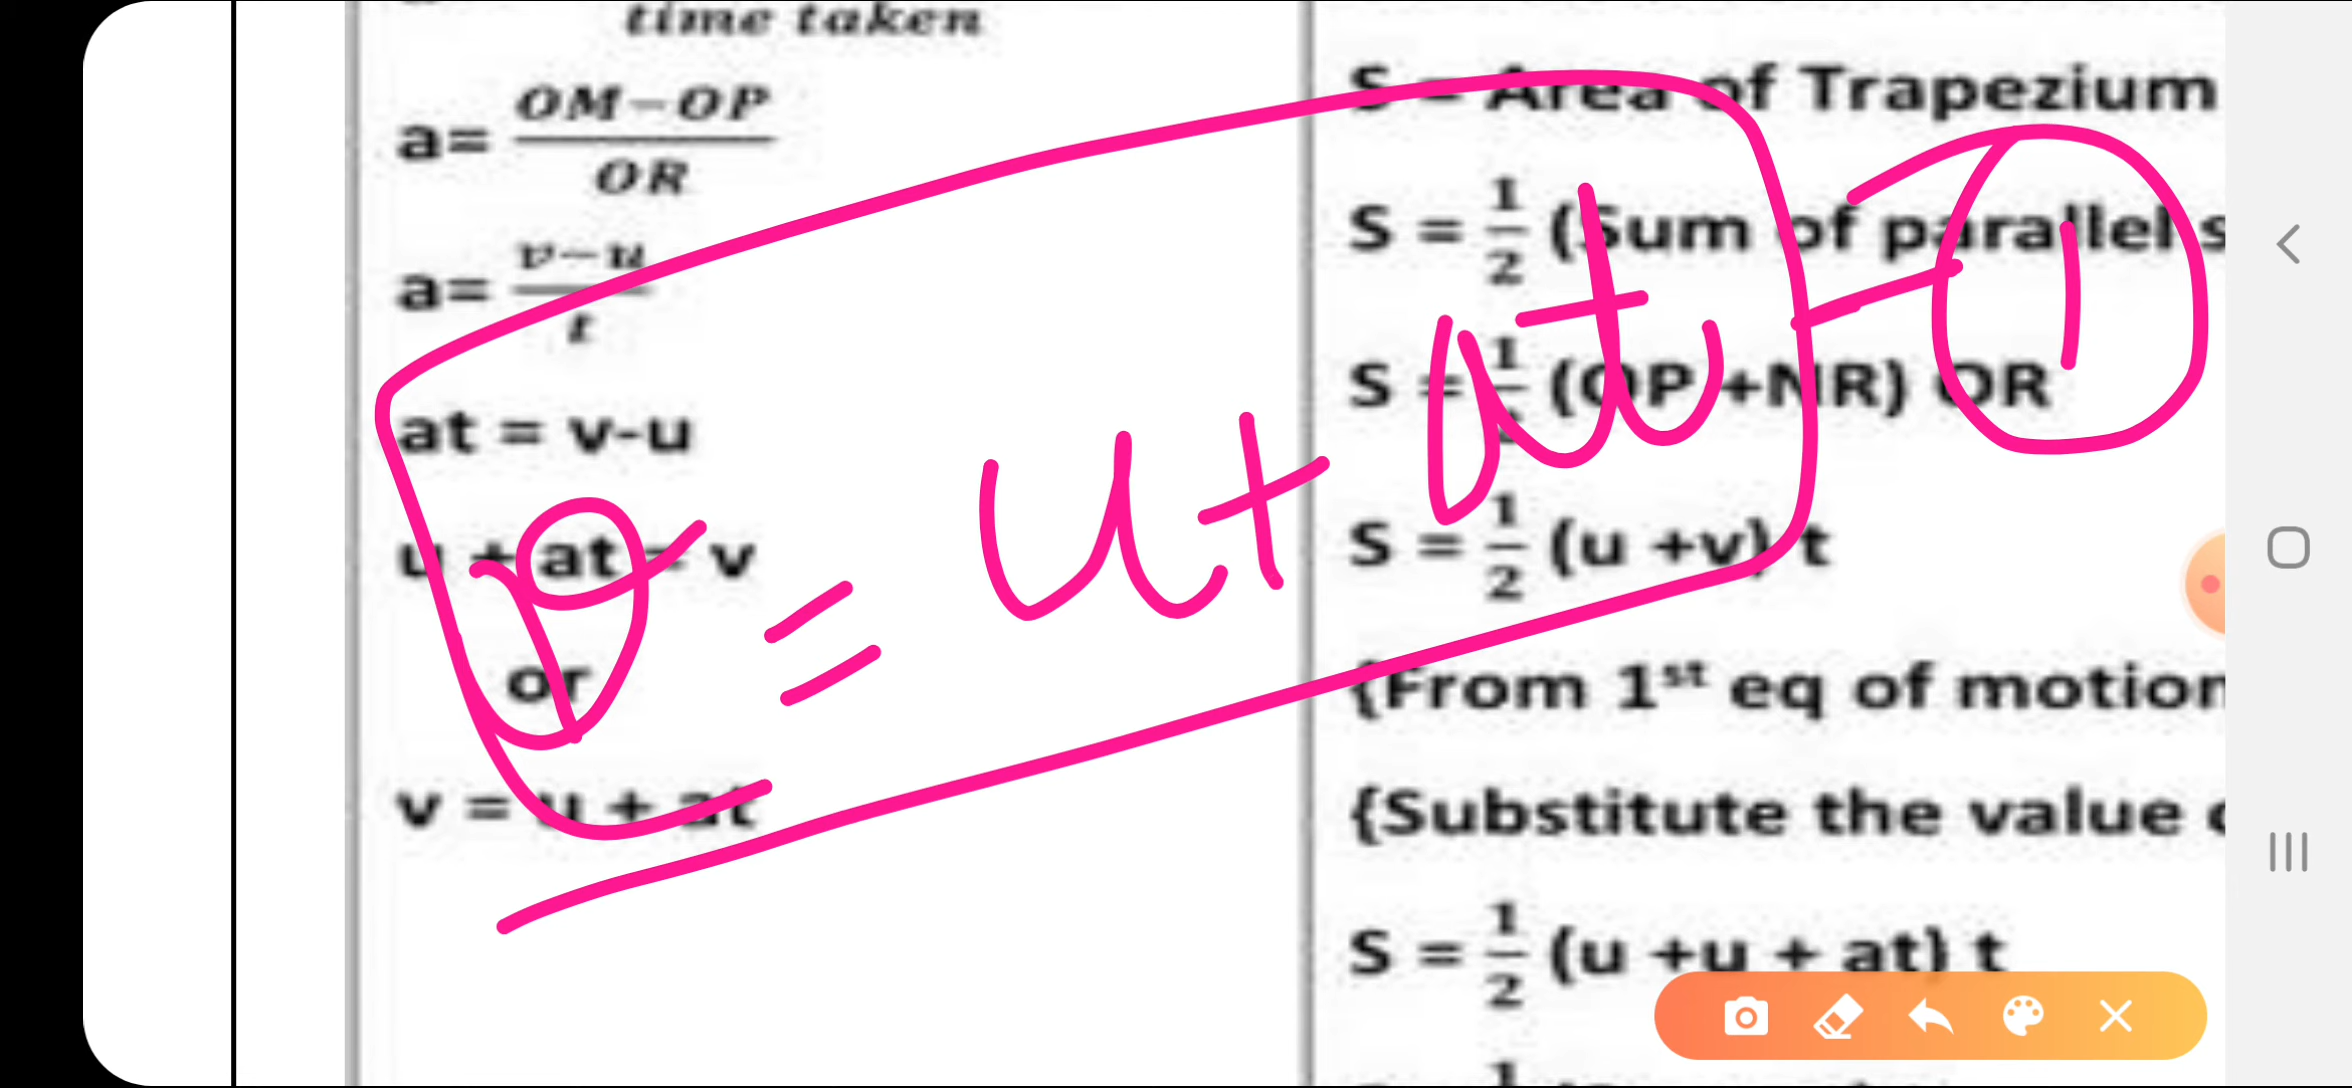 time taken
a= OM−OP
OR
a= v−u
t
at = v-u
u + at = v
or
v = u + at
S = Area of Trapezium
S = 1/2 (Sum of parallel s
S = 1/2 (OP +NR) OR
S = 1/2 (u +v) t
{From 1st eq of motion
{Substitute the value
S = 1/2 (u +u + at) t
v = u+ at - 1